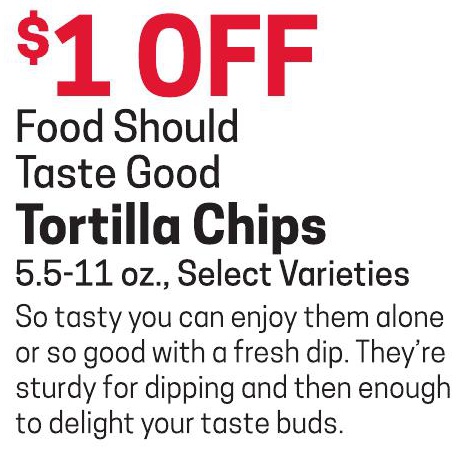 $1 OFF
Food Should
Taste Good
Tortilla Chips
5.5-11 oz., Select Varieties
So tasty you can enjoy them alone
or so good with a fresh dip. They're
sturdy for dipping and then enough
to delight your taste buds.